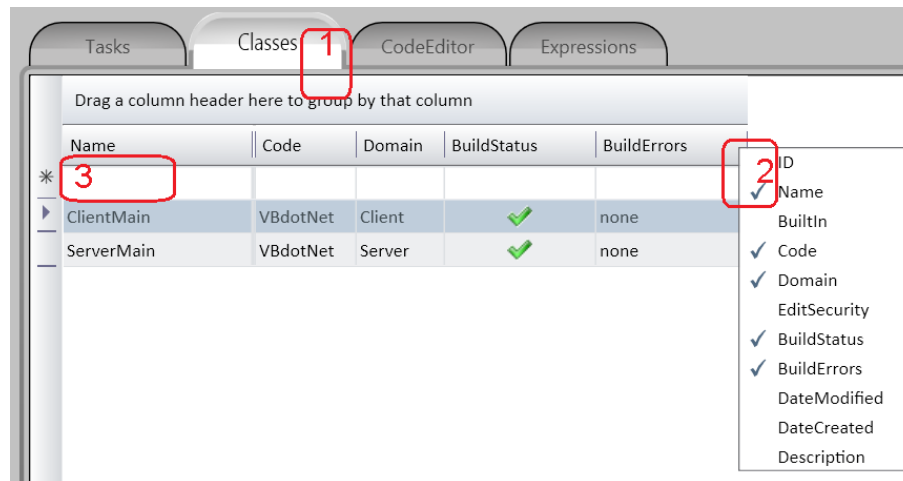 Tasks Classes 1 CodeEditor Expressions
Drag a column header here to group by that column
Name Code Domain BuildStatus BuildErrors
3
ClientMain VBdotNet Client none
ServerMain VBdotNet Server none
2
ID
Name
BuiltIn
Code
Domain
EditSecurity
BuildStatus
BuildErrors
DateModified
DateCreated
Description